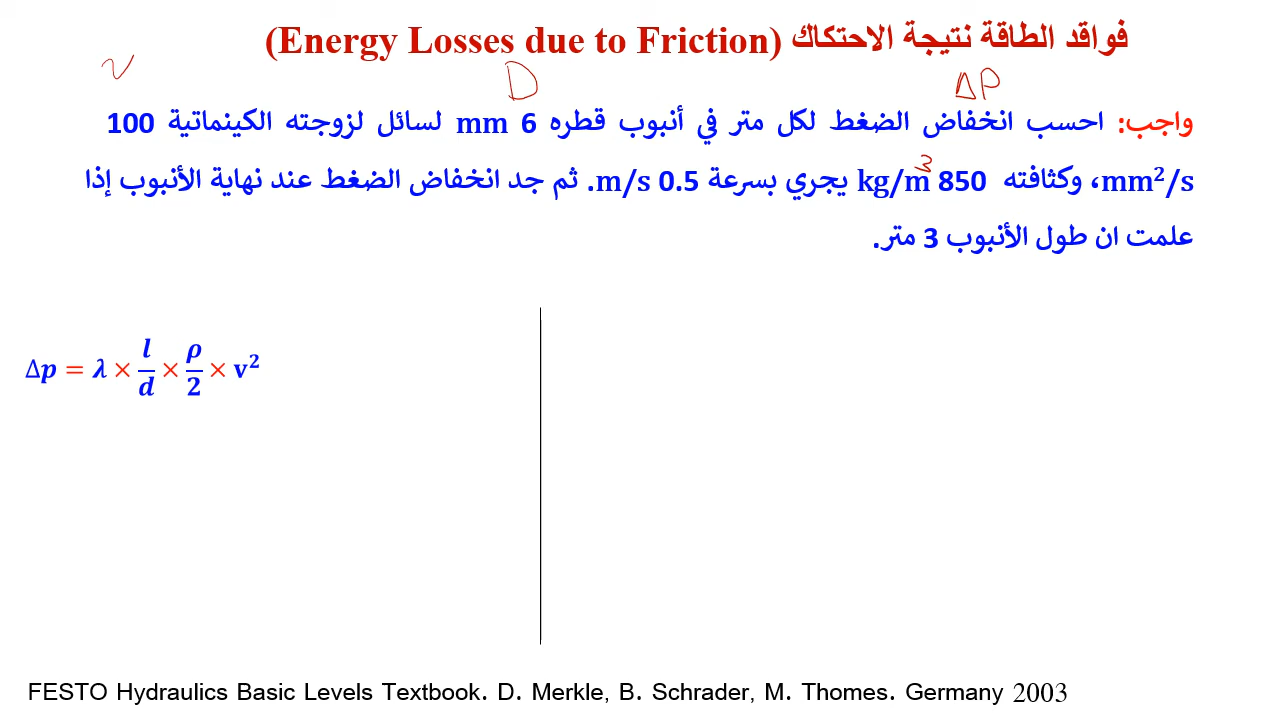 فواقد الطاقة نتيجة الاحتكاك (Energy Losses due to Friction)
ν D ΔP
واجب: احسب انخفاض الضغط لكل متر في أنبوب قطره 6 mm لسائل لزوجته الكينماتية 100
mm²/s، وكثافته 850 kg/m³ يجري بسرعة 0.5 m/s. ثم جد انخفاض الضغط عند نهاية الأنبوب إذا
علمت ان طول الأنبوب 3 متر.
Δp = λ × l/d × ρ/2 × v²
FESTO Hydraulics Basic Levels Textbook. D. Merkle, B. Schrader, M. Thomes. Germany 2003